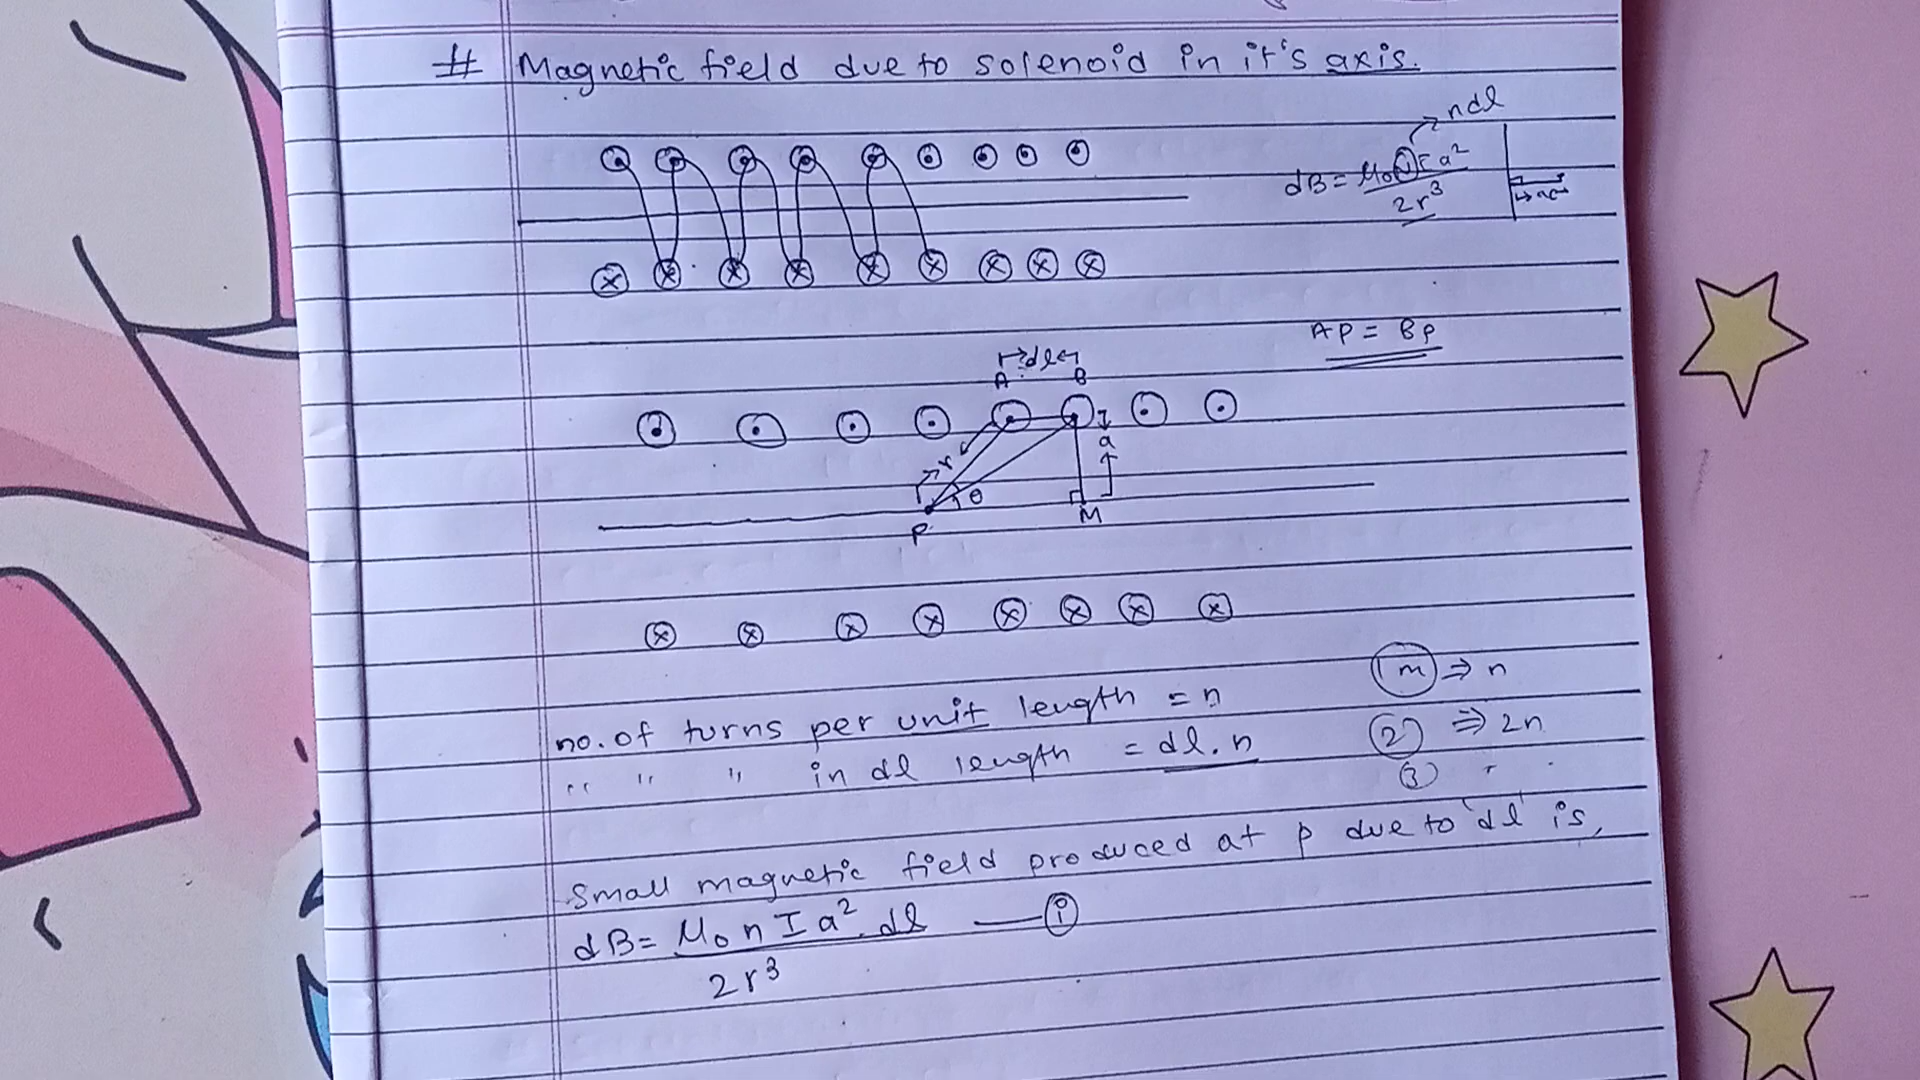 # Magnetic field due to solenoid in it's axis.
ndl
dB = μ₀ I a²
2r³
AP = BP
dl
A B
r
a
θ
P
M
no. of turns per unit length = n
" " " in dl length = dl. n
1m ⇒ n
2 ⇒ 2n
3
Small magnetic field produced at p due to 'dl' is,
dB = μ₀ n I a². dl — (i)
2r³